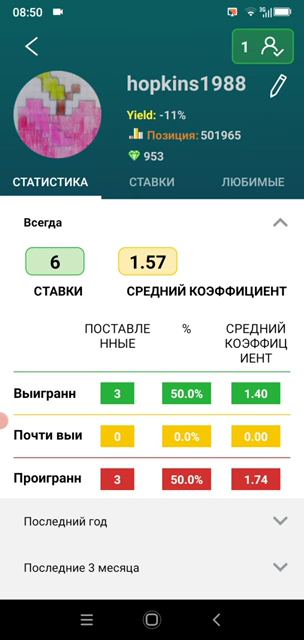 08:50
3G
1
hopkins1988
Yield: -11%
Позиция: 501965
953
СТАТИСТИКА СТАВКИ ЛЮБИМЫЕ
Всегда
6 1.57
СТАВКИ СРЕДНИЙ КОЭФФИЦИЕНТ
ПОСТАВЛЕ % СРЕДНИЙ
ННЫЕ КОЭФФИЦ
ИЕНТ
Выигранн 3 50.0% 1.40
Почти выи 0 0.0% 0.00
Проигранн 3 50.0% 1.74
Последний год
Последние 3 месяца